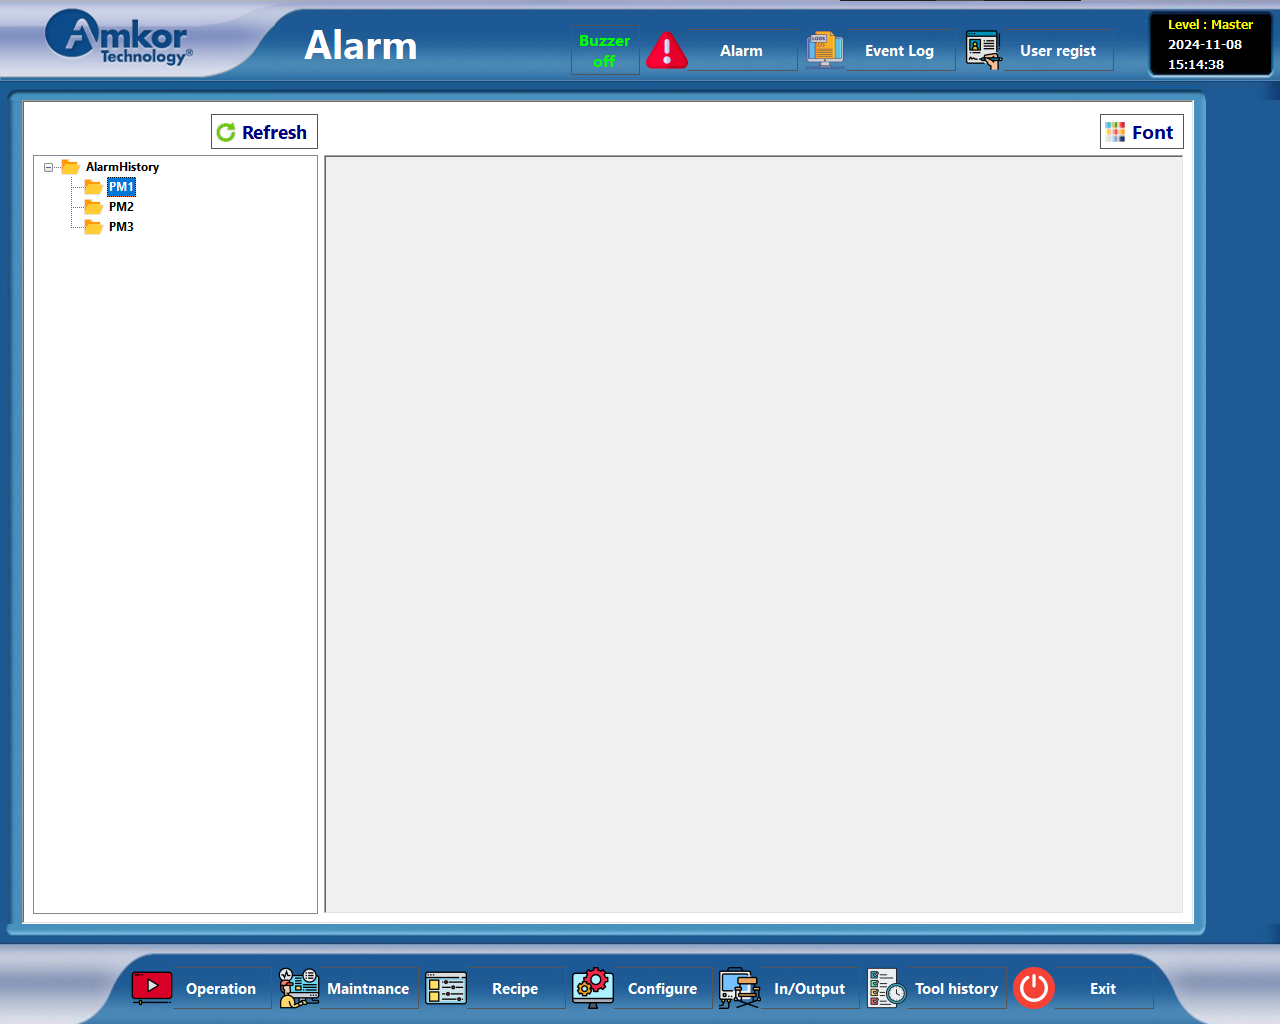 Amkor
Technology®
Alarm
Buzzer
off
Alarm
Event Log
User regist
Level : Master
2024-11-08
15:14:38
Refresh
Font
AlarmHistory
PM1
PM2
PM3
LOGS
Operation
Maintnance
Recipe
Configure
In/Output
Tool history
Exit